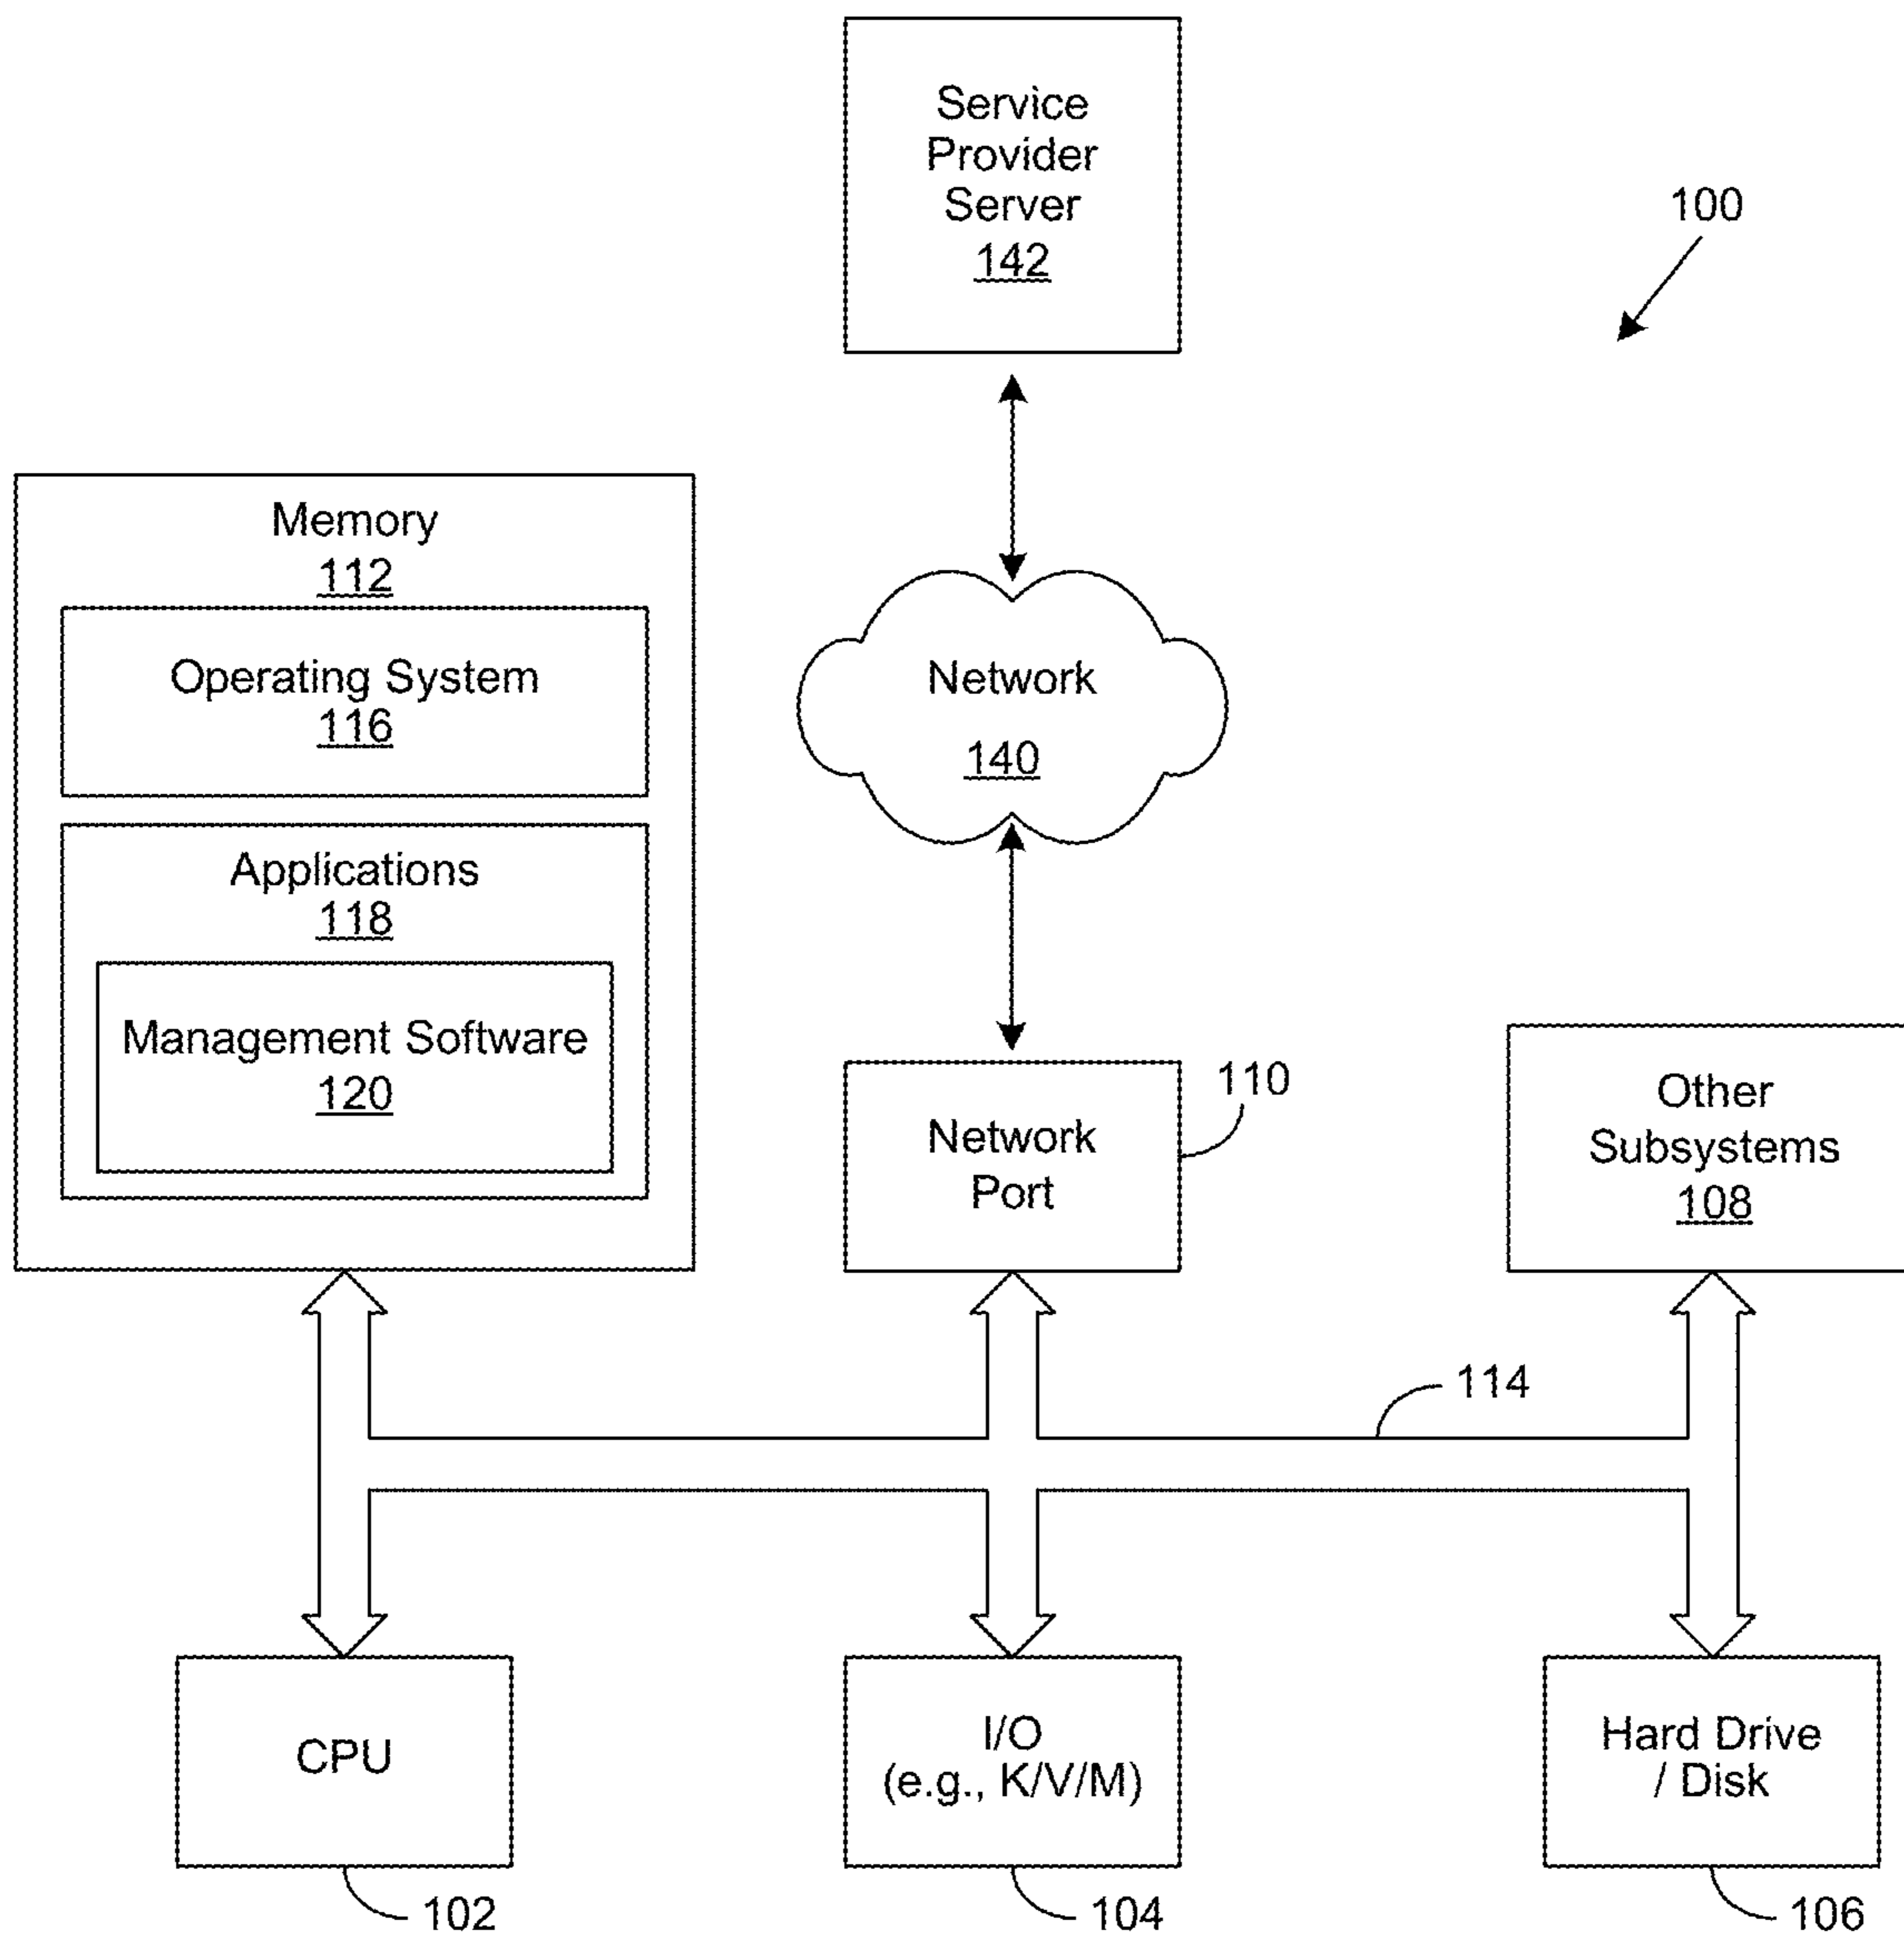 Service
Provider
Server
142
100
Memory
112
Operating System
116
Applications
118
Management Software
120
Network
140
Network
Port
110
Other
Subsystems
108
114
CPU
102
I/O
(e.g., K/V/M)
104
Hard Drive
/ Disk
106